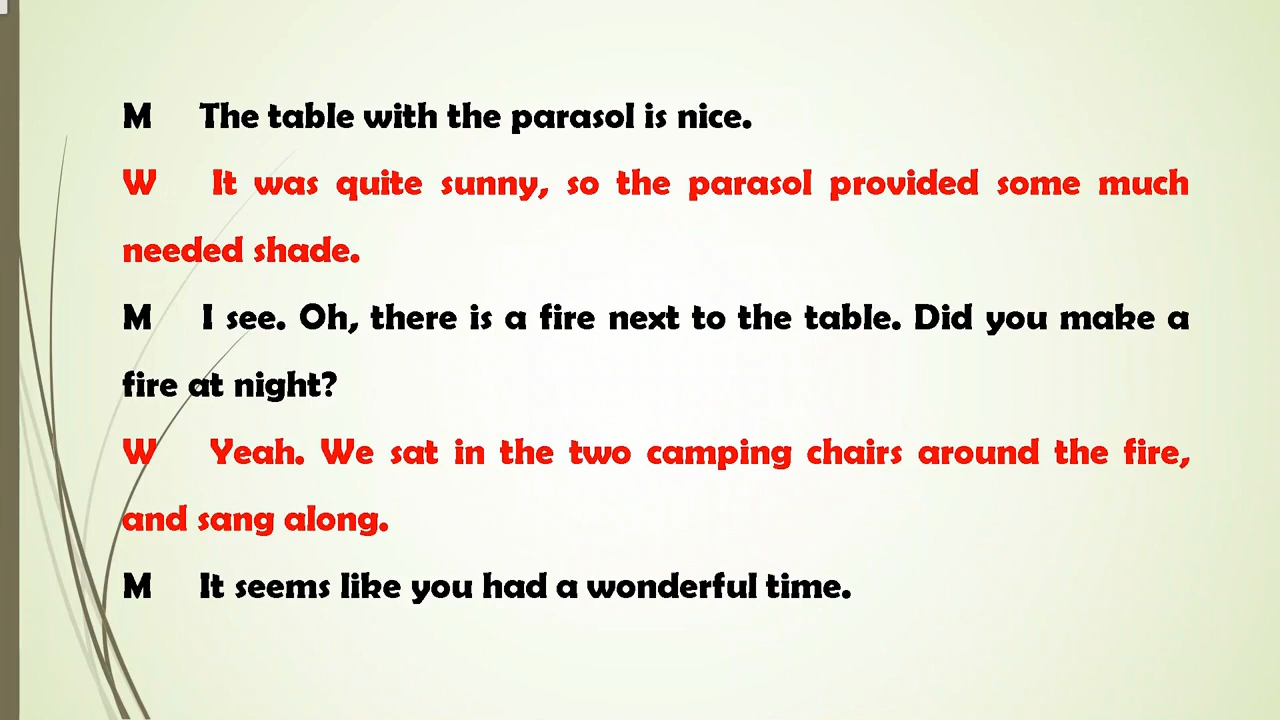 M The table with the parasol is nice.
W It was quite sunny, so the parasol provided some much
needed shade.
M I see. Oh, there is a fire next to the table. Did you make a
fire at night?
W Yeah. We sat in the two camping chairs around the fire,
and sang along.
M It seems like you had a wonderful time.